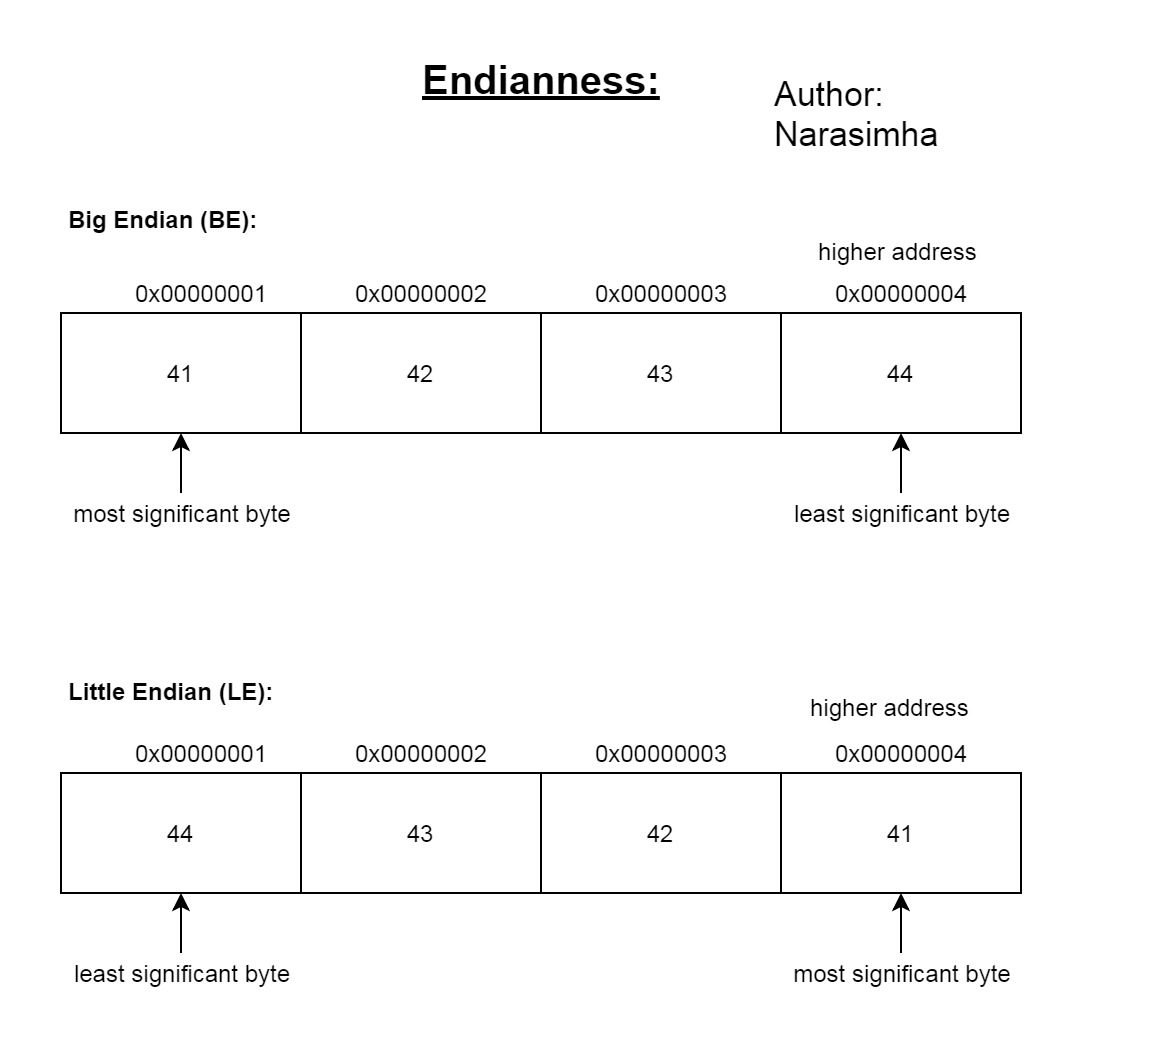 Endianness:
Author:
Narasimha
Big Endian (BE):
higher address
0x00000001 0x00000002 0x00000003 0x00000004
41 42 43 44
most significant byte least significant byte
Little Endian (LE):
higher address
0x00000001 0x00000002 0x00000003 0x00000004
44 43 42 41
least significant byte most significant byte